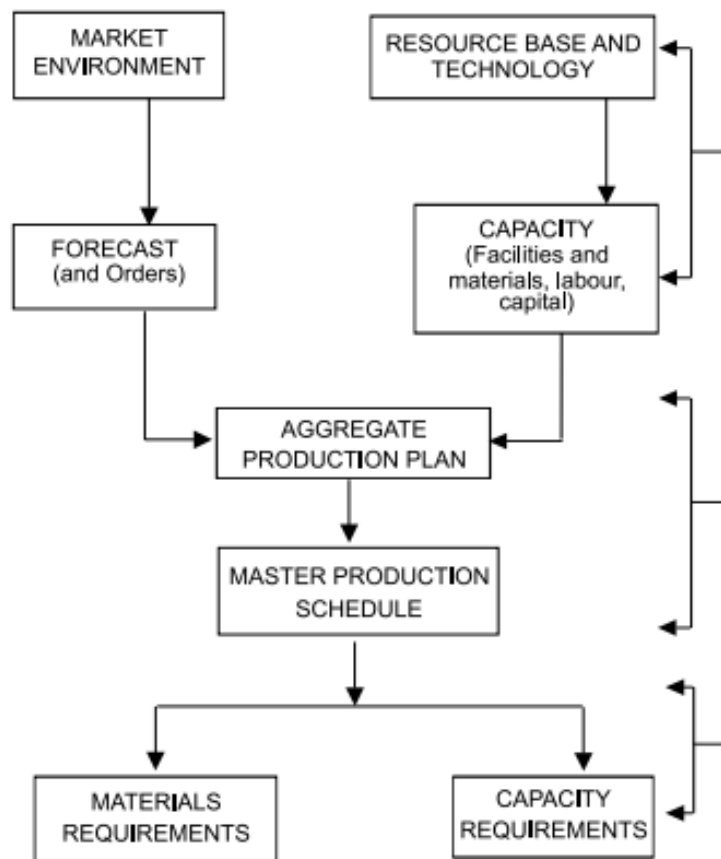 MARKET
ENVIRONMENT
RESOURCE BASE AND
TECHNOLOGY
FORECAST
(and Orders)
CAPACITY
(Facilities and
materials, labour,
capital)
AGGREGATE
PRODUCTION PLAN
MASTER PRODUCTION
SCHEDULE
MATERIALS
REQUIREMENTS
CAPACITY
REQUIREMENTS